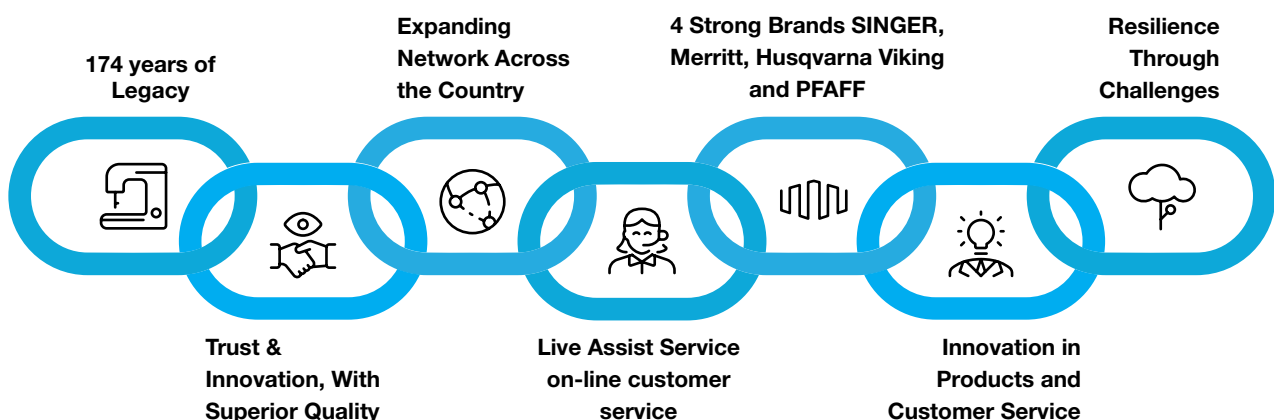 174 years of
Legacy
Expanding
Network Across
the Country
4 Strong Brands SINGER,
Merritt, Husqvarna Viking
and PFAFF
Resilience
Through
Challenges
Trust &
Innovation, With
Superior Quality
Live Assist Service
on-line customer
service
Innovation in
Products and
Customer Service